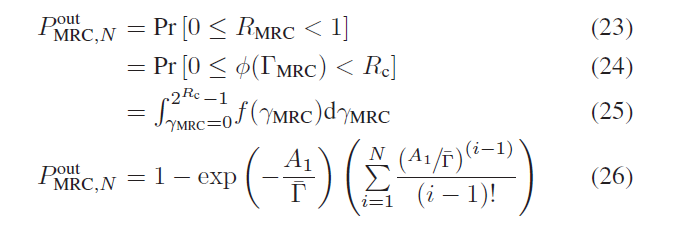 P^{out}_{MRC,N} = Pr [0 ≤ R_{MRC} < 1] (23)
= Pr [0 ≤ ϕ(Γ_{MRC}) < R_c] (24)
= ∫_{γ_{MRC}=0}^{2^{R_c}−1} f(γ_{MRC})dγ_{MRC} (25)
P^{out}_{MRC,N} = 1 − exp (−A_1/Γ̄) (∑_{i=1}^{N} (A_1/Γ̄)^{(i−1)}/(i − 1)!) (26)